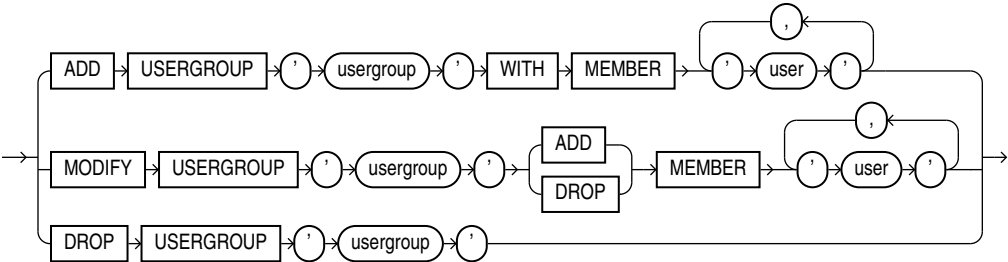 ,
ADD USERGROUP ' usergroup ' WITH MEMBER ' user '
,
MODIFY USERGROUP ' usergroup ' ADD DROP MEMBER ' user '
DROP USERGROUP ' usergroup '